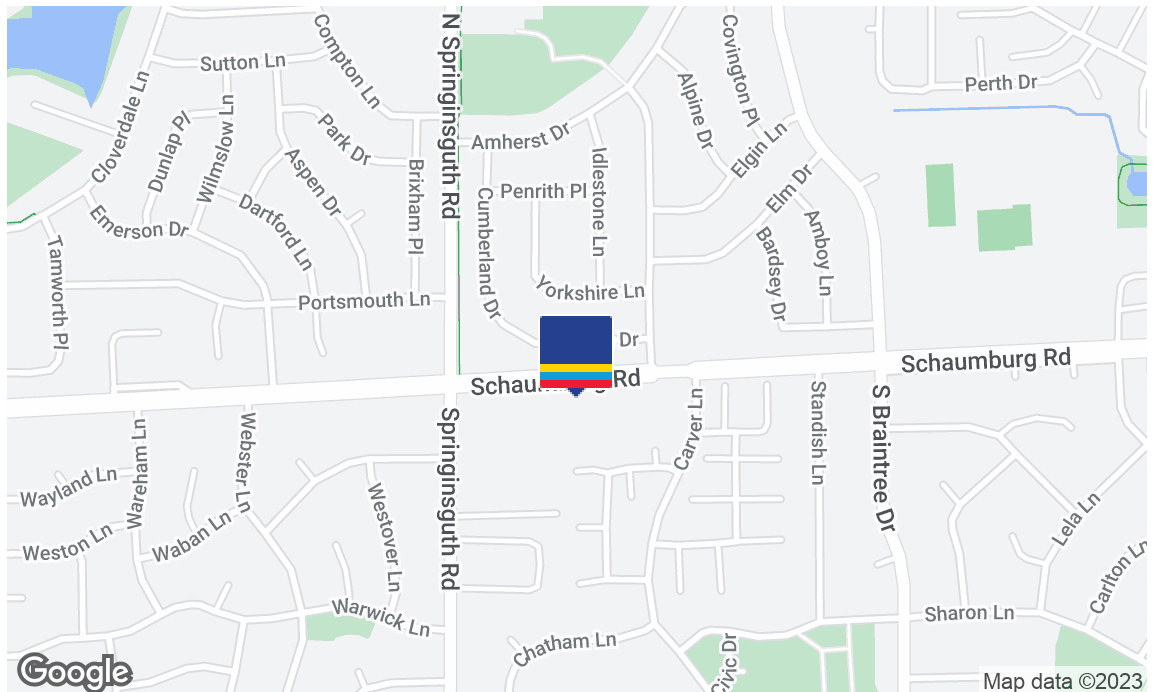 Compton Ln
N Springinsguth Rd
Covington Pl
Sutton Ln
Perth Dr
Cloverdale Ln
Alpine Dr
Dunlap Pl
Wilmslow Ln
Park Dr
Amherst Dr
Elgin Ln
Aspen Dr
Brixham Pl
Idlestone Ln
Penrith Pl
Elm Dr
Cumberland Dr
Emerson Dr
Dartford Ln
Bardsey Dr
Amboy Ln
Tamworth Pl
Portsmouth Ln
Yorkshire Ln
Dr
Schaumburg Rd
Schaumburg Rd
Wareham Ln
Webster Ln
Springinsguth Rd
Carver Ln
Standish Ln
S Braintree Dr
Wayland Ln
Westover Ln
Weston Ln
Waban Ln
Lela Ln
Carlton Ln
Warwick Ln
Sharon Ln
Chatham Ln
Civic Dr
Google
Map data ©2023